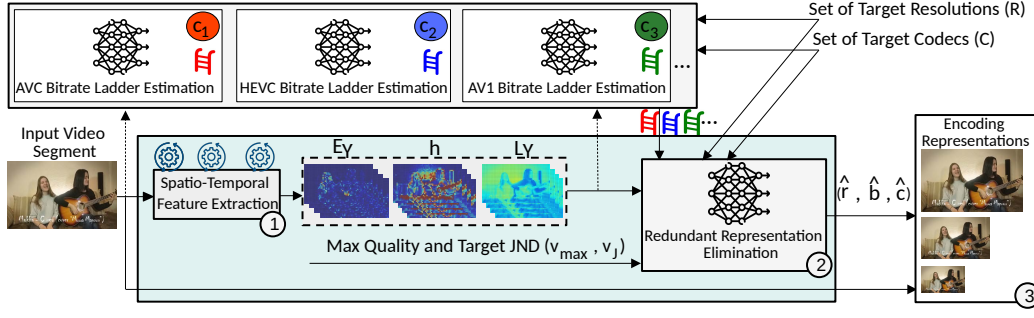 c1
c2
c3
AVC Bitrate Ladder Estimation
HEVC Bitrate Ladder Estimation
AV1 Bitrate Ladder Estimation
...
Set of Target Resolutions (R)
Set of Target Codecs (C)
...
Input Video
Segment
Spatio-Temporal
Feature Extraction
1
Eγ
h
Lγ
Max Quality and Target JND (vmax , vJ)
Redundant Representation
Elimination
2
(r̂ , b̂ , ĉ)
Encoding
Representations
3